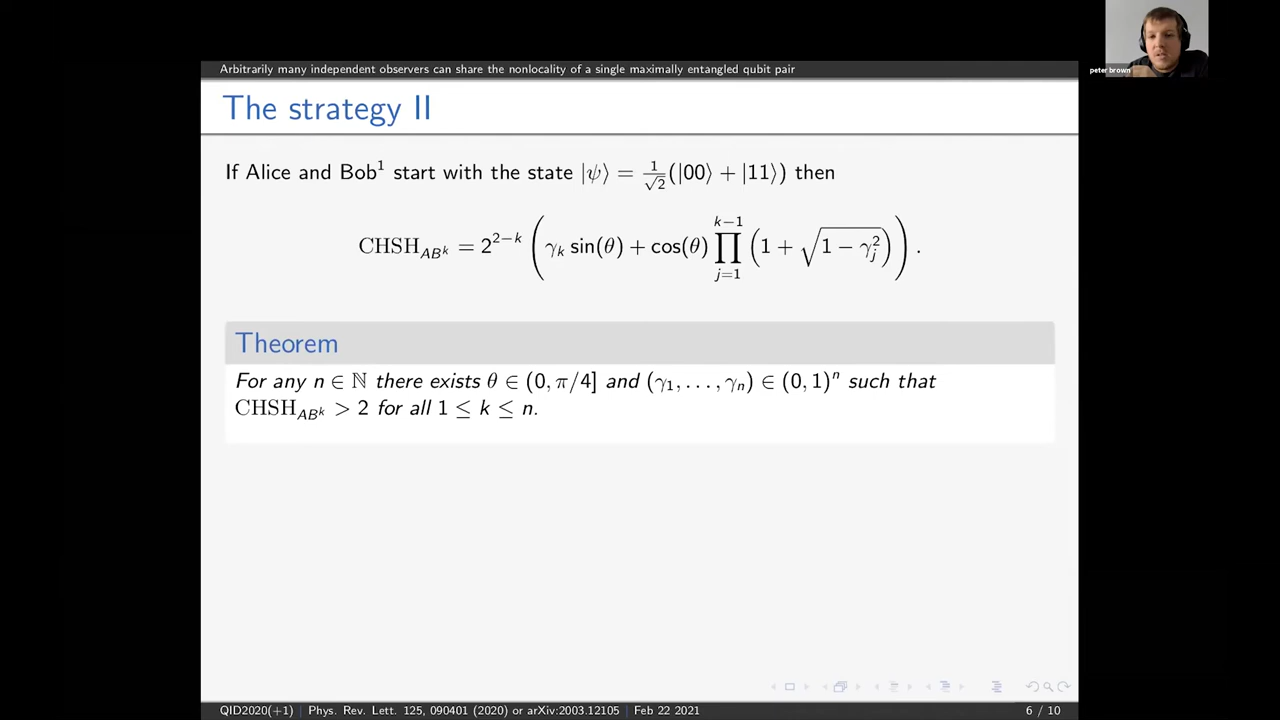 Arbitrarily many independent observers can share the nonlocality of a single maximally entangled qubit pair
peter brown
The strategy II
If Alice and Bob¹ start with the state |ψ⟩ = 1/√2(|00⟩ + |11⟩) then
CHSH_{AB^k} = 2^{2−k} ( γ_k sin(θ) + cos(θ) ∏_{j=1}^{k−1} ( 1 + √(1 − γ_j^2) ) ) .
Theorem
For any n ∈ ℕ there exists θ ∈ (0, π/4] and (γ_1, . . . , γ_n) ∈ (0, 1)^n such that
CHSH_{AB^k} > 2 for all 1 ≤ k ≤ n.
QID2020(+1) | Phys. Rev. Lett. 125, 090401 (2020) or arXiv:2003.12105 | Feb 22 2021 6 / 10